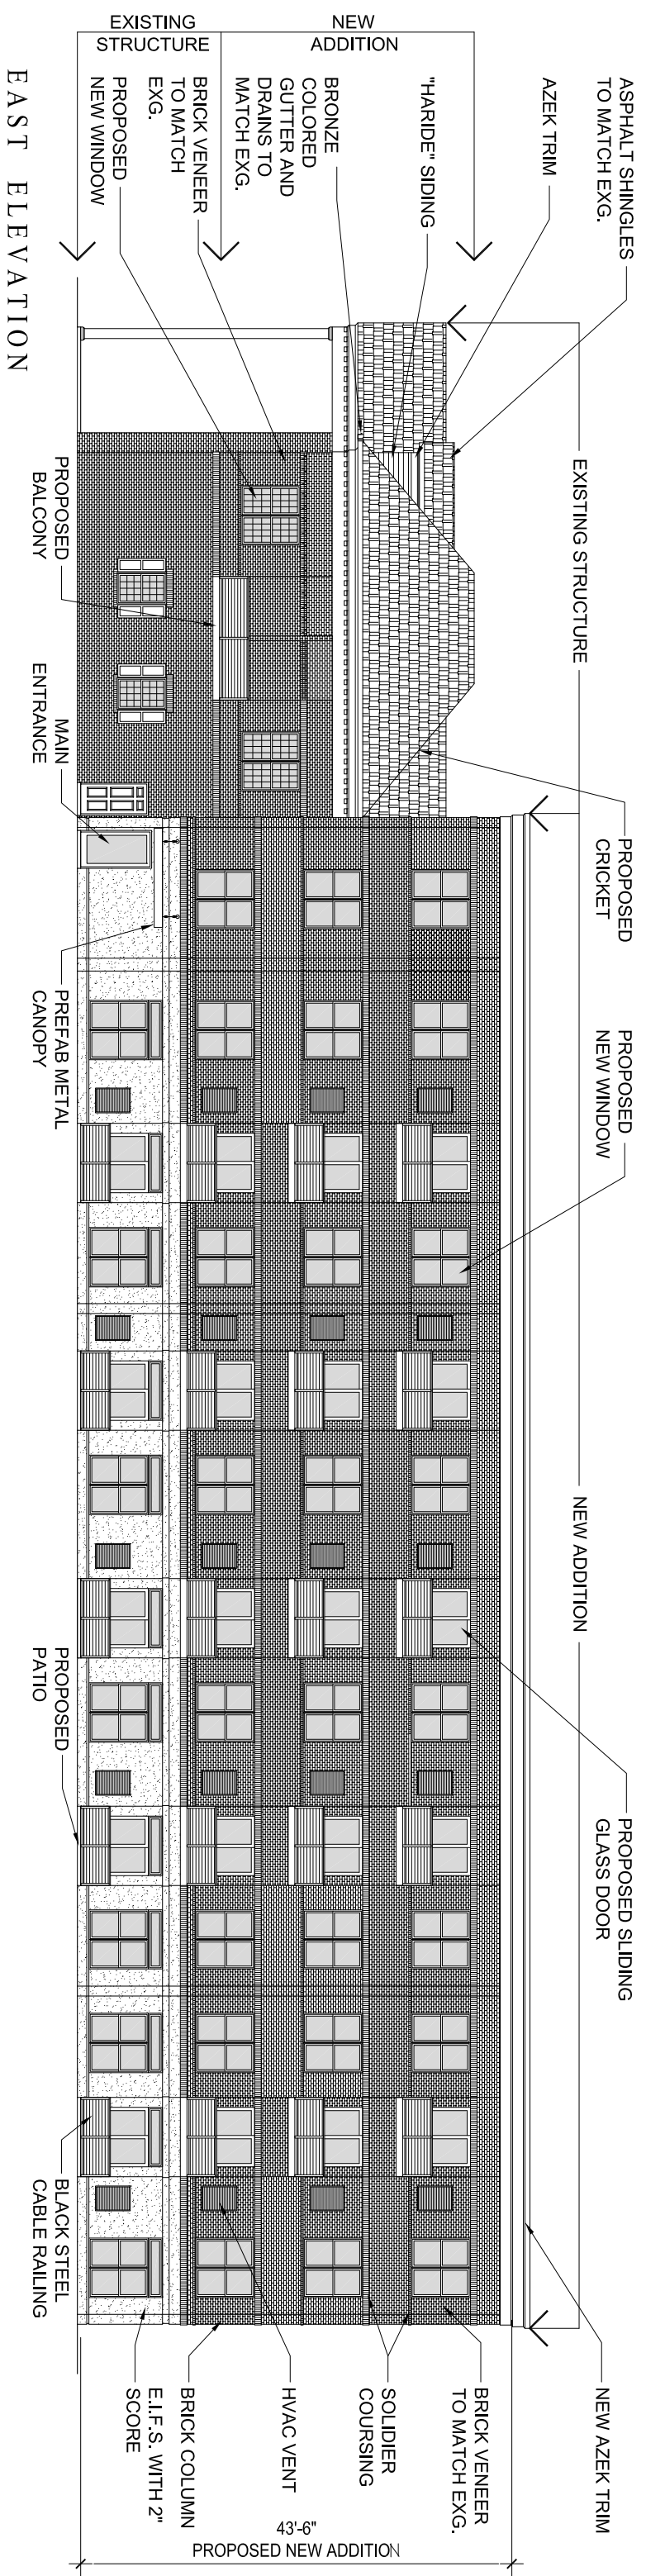 EXISTING STRUCTURE
NEW ADDITION
ASPHALT SHINGLES
TO MATCH EXG.
AZEK TRIM
"HARIDE" SIDING
BRONZE
COLORED
GUTTER AND
DRAINS TO
MATCH EXG.
BRICK VENEER
TO MATCH
EXG.
PROPOSED
NEW WINDOW
NEW
ADDITION
EXISTING
STRUCTURE
PROPOSED
CRICKET
PROPOSED
NEW WINDOW
PROPOSED SLIDING
GLASS DOOR
NEW AZEK TRIM
BRICK VENEER
TO MATCH EXG.
SOLIDIER
COURSING
HVAC VENT
BRICK COLUMN
E.I.F.S. WITH 2"
SCORE
43'-6"
PROPOSED NEW ADDITION
PROPOSED
BALCONY
MAIN
ENTRANCE
PREFAB METAL
CANOPY
PROPOSED
PATIO
BLACK STEEL
CABLE RAILING
EAST ELEVATION